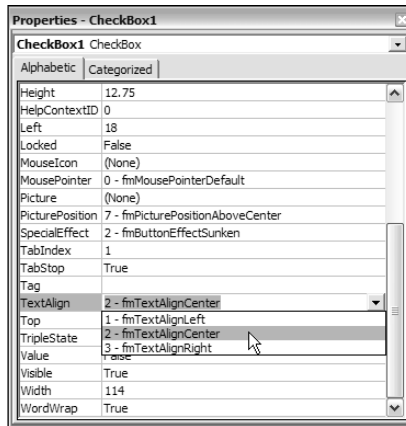 Properties - CheckBox1
CheckBox1 CheckBox
Alphabetic Categorized
Height 12.75
HelpContextID 0
Left 18
Locked False
MouseIcon (None)
MousePointer 0 - fmMousePointerDefault
Picture (None)
PicturePosition 7 - fmPicturePositionAboveCenter
SpecialEffect 2 - fmButtonEffectSunken
TabIndex 1
TabStop True
Tag
TextAlign 2 - fmTextAlignCenter
Top 1 - fmTextAlignLeft
TripleState 2 - fmTextAlignCenter
3 - fmTextAlignRight
Value False
Visible True
Width 114
WordWrap True